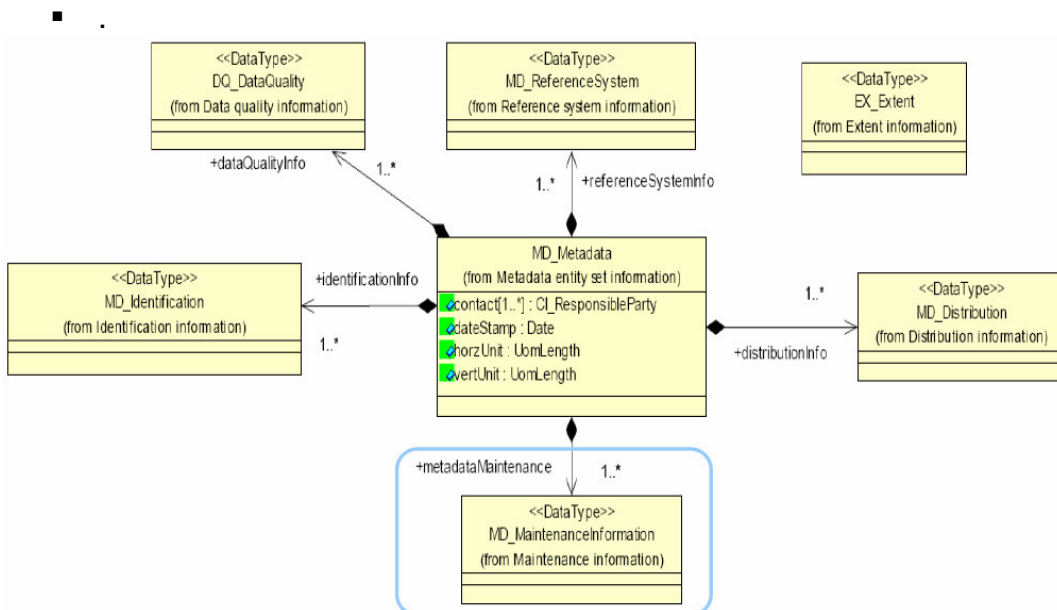 .
<<DataType>>
DQ_DataQuality
(from Data quality information)
<<DataType>>
MD_ReferenceSystem
(from Reference system information)
<<DataType>>
EX_Extent
(from Extent information)
+dataQualityInfo
1..*
1..*
+referenceSystemInfo
<<DataType>>
MD_Identification
(from Identification information)
+identificationInfo
1..*
MD_Metadata
(from Metadata entity set information)
contact[1..*] : CI_ResponsibleParty
dateStamp : Date
horzUnit : UomLength
vertUnit : UomLength
1..*
+distributionInfo
<<DataType>>
MD_Distribution
(from Distribution information)
+metadataMaintenance
1..*
<<DataType>>
MD_MaintenanceInformation
(from Maintenance information)